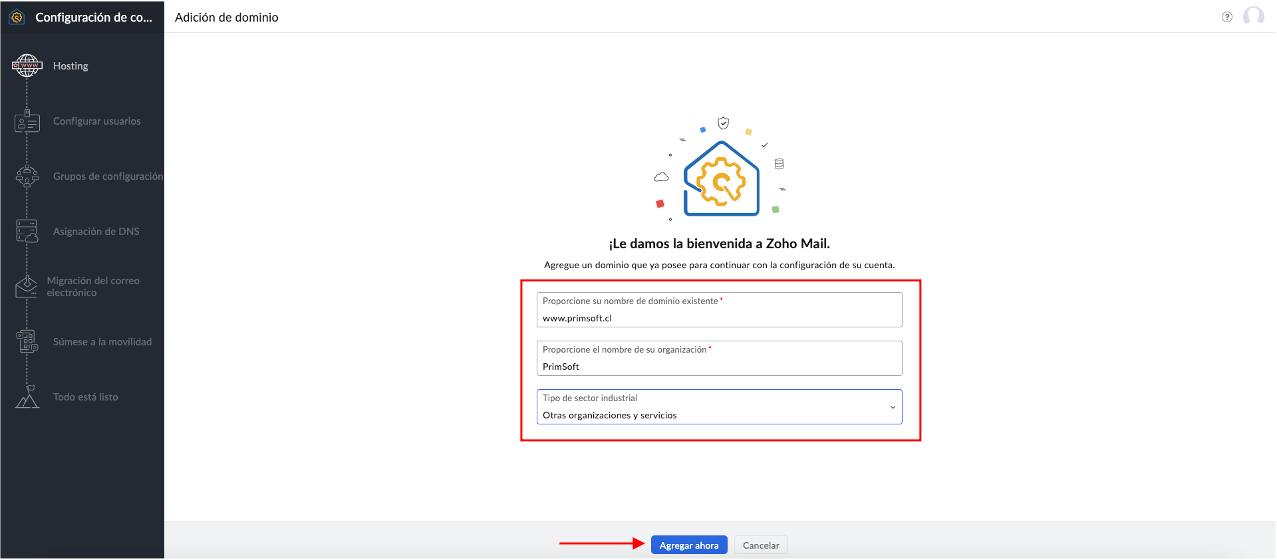 Configuración de co...
Adición de dominio
?
Hosting
WWW
Configurar usuarios
Grupos de configuración
Asignación de DNS
Migración del correo
electrónico
Súmese a la movilidad
Todo está listo
¡Le damos la bienvenida a Zoho Mail.
Agregue un dominio que ya posee para continuar con la configuración de su cuenta.
Proporcione su nombre de dominio existente*
www.primsoft.cl
Proporcione el nombre de su organización*
PrimSoft
Tipo de sector industrial
Otras organizaciones y servicios
Agregar ahora
Cancelar